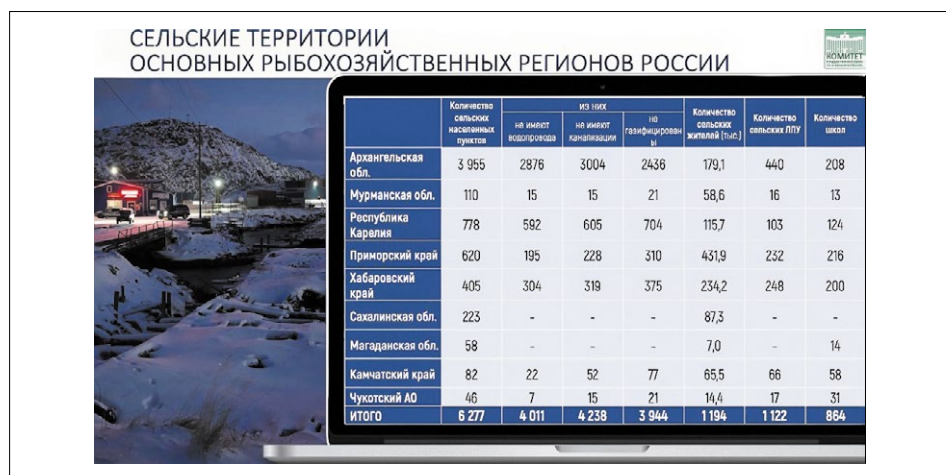 СЕЛЬСКИЕ ТЕРРИТОРИИ
ОСНОВНЫХ РЫБОХОЗЯЙСТВЕННЫХ РЕГИОНОВ РОССИИ
КОМИТЕТ
Количество сельских населенных пунктов
из них
не имеют водопровода
не имеют канализации
не газифицированы
Количество сельских жителей (тыс.)
Количество сельских ЛПУ
Количество школ
Архангельская обл. 3 955 2876 3004 2436 179,1 440 208
Мурманская обл. 110 15 15 21 58,6 16 13
Республика Карелия 778 592 605 704 115,7 103 124
Приморский край 620 195 228 310 431,9 232 216
Хабаровский край 405 304 319 375 234,2 248 200
Сахалинская обл. 223 - - - 87,3 - -
Магаданская обл. 58 - - - 7,0 - 14
Камчатский край 82 22 52 77 65,5 66 58
Чукотский АО 46 7 15 21 14,4 17 31
ИТОГО 6 277 4 011 4 238 3 944 1 194 1 122 864